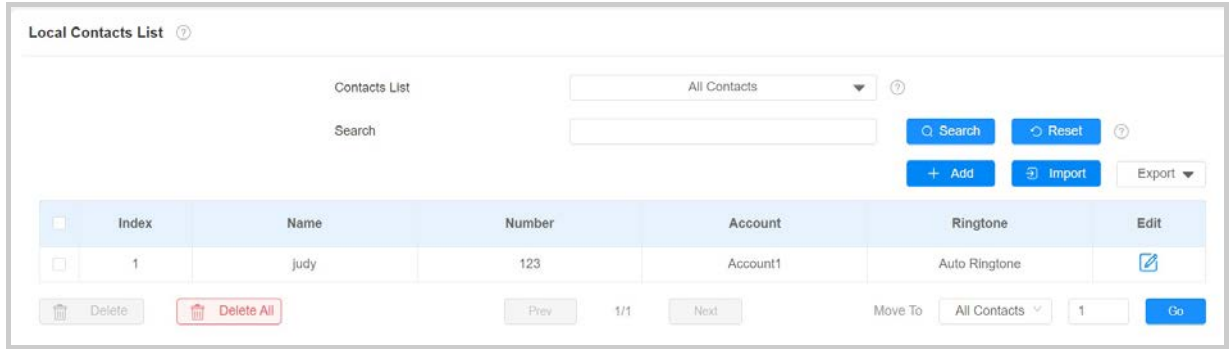 Local Contacts List ?
Contacts List All Contacts ?
Search Search Reset ?
+ Add Import Export
Index Name Number Account Ringtone Edit
1 judy 123 Account1 Auto Ringtone
Delete Delete All Prev 1/1 Next Move To All Contacts 1 Go